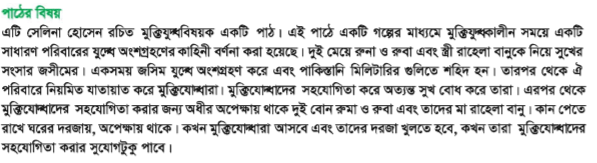 পাঠের বিষয়
এটি সেলিনা হোসেন রচিত মুক্তিযুদ্ধবিষয়ক একটি পাঠ। এই পাঠে একটি গল্পের মাধ্যমে মুক্তিযুদ্ধকালীন সময়ে একটি
সাধারণ পরিবারের যুদ্ধে অংশগ্রহণের কাহিনী বর্ণনা করা হয়েছে। দুই মেয়ে রুনা ও রুবা এবং স্ত্রী রাহেলা বানুকে নিয়ে সুখের
সংসার জসীমের। একসময় জসিম যুদ্ধে অংশগ্রহণ করে এবং পাকিস্তানি মিলিটারির গুলিতে শহিদ হন। তারপর থেকে ঐ
পরিবারে নিয়মিত যাতায়াত করে মুক্তিযোদ্ধারা। মুক্তিযোদ্ধাদের সহযোগিতা করে অত্যন্ত সুখ বোধ করে তারা। এরপর থেকে
মুক্তিযোদ্ধাদের সহযোগিতা করার জন্য অধীর অপেক্ষায় থাকে দুই বোন রুমা ও রুবা এবং তাদের মা রাহেলা বানু। কান পেতে
রাখে ঘরের দরজায়, অপেক্ষায় থাকে। কখন মুক্তিযোদ্ধারা আসবে এবং তাদের দরজা খুলতে হবে, কখন তারা মুক্তিযোদ্ধাদের
সহযোগিতা করার সুযোগটুকু পাবে।